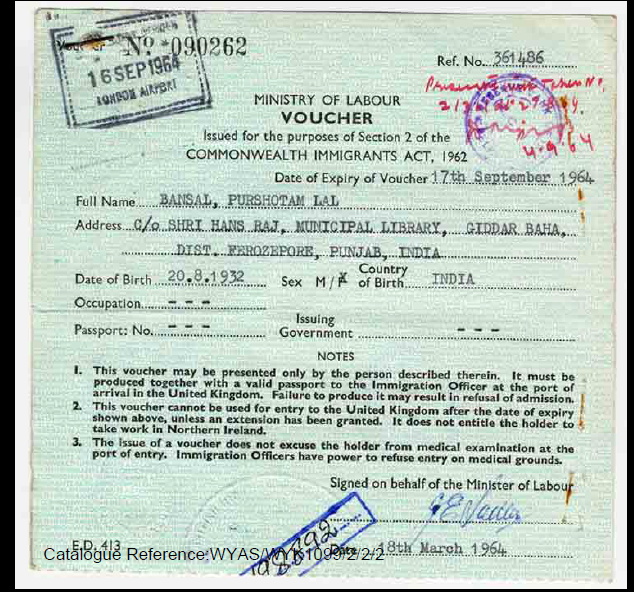 Voucher No 090262
16 SEP 1964
LONDON AIRPORT
Ref. No. 361486
MINISTRY OF LABOUR
VOUCHER
Issued for the purposes of Section 2 of the
COMMONWEALTH IMMIGRANTS ACT, 1962
4.9.64
Date of Expiry of Voucher 17th September 1964
Full Name BANSAL, PURSHOTAM LAL
Address C/o SHRI HANS RAJ, MUNICIPAL LIBRARY, GIDDAR BAHA,
DIST. FEROZEPORE, PUNJAB, INDIA
Date of Birth 20.8.1932 Sex M/F Country of Birth INDIA
Occupation - - -
Passport: No. - - - Issuing Government - - -
NOTES
1. This voucher may be presented only by the person described therein. It must be
produced together with a valid passport to the Immigration Officer at the port of
arrival in the United Kingdom. Failure to produce it may result in refusal of admission.
2. This voucher cannot be used for entry to the United Kingdom after the date of expiry
shown above, unless an extension has been granted. It does not entitle the holder to
take work in Northern Ireland.
3. The issue of a voucher does not excuse the holder from medical examination at the
port of entry. Immigration Officers have power to refuse entry on medical grounds.
Signed on behalf of the Minister of Labour
E.D. 413
Date 18th March 1964
Catalogue Reference:WYAS/WYK1099/2/2/2